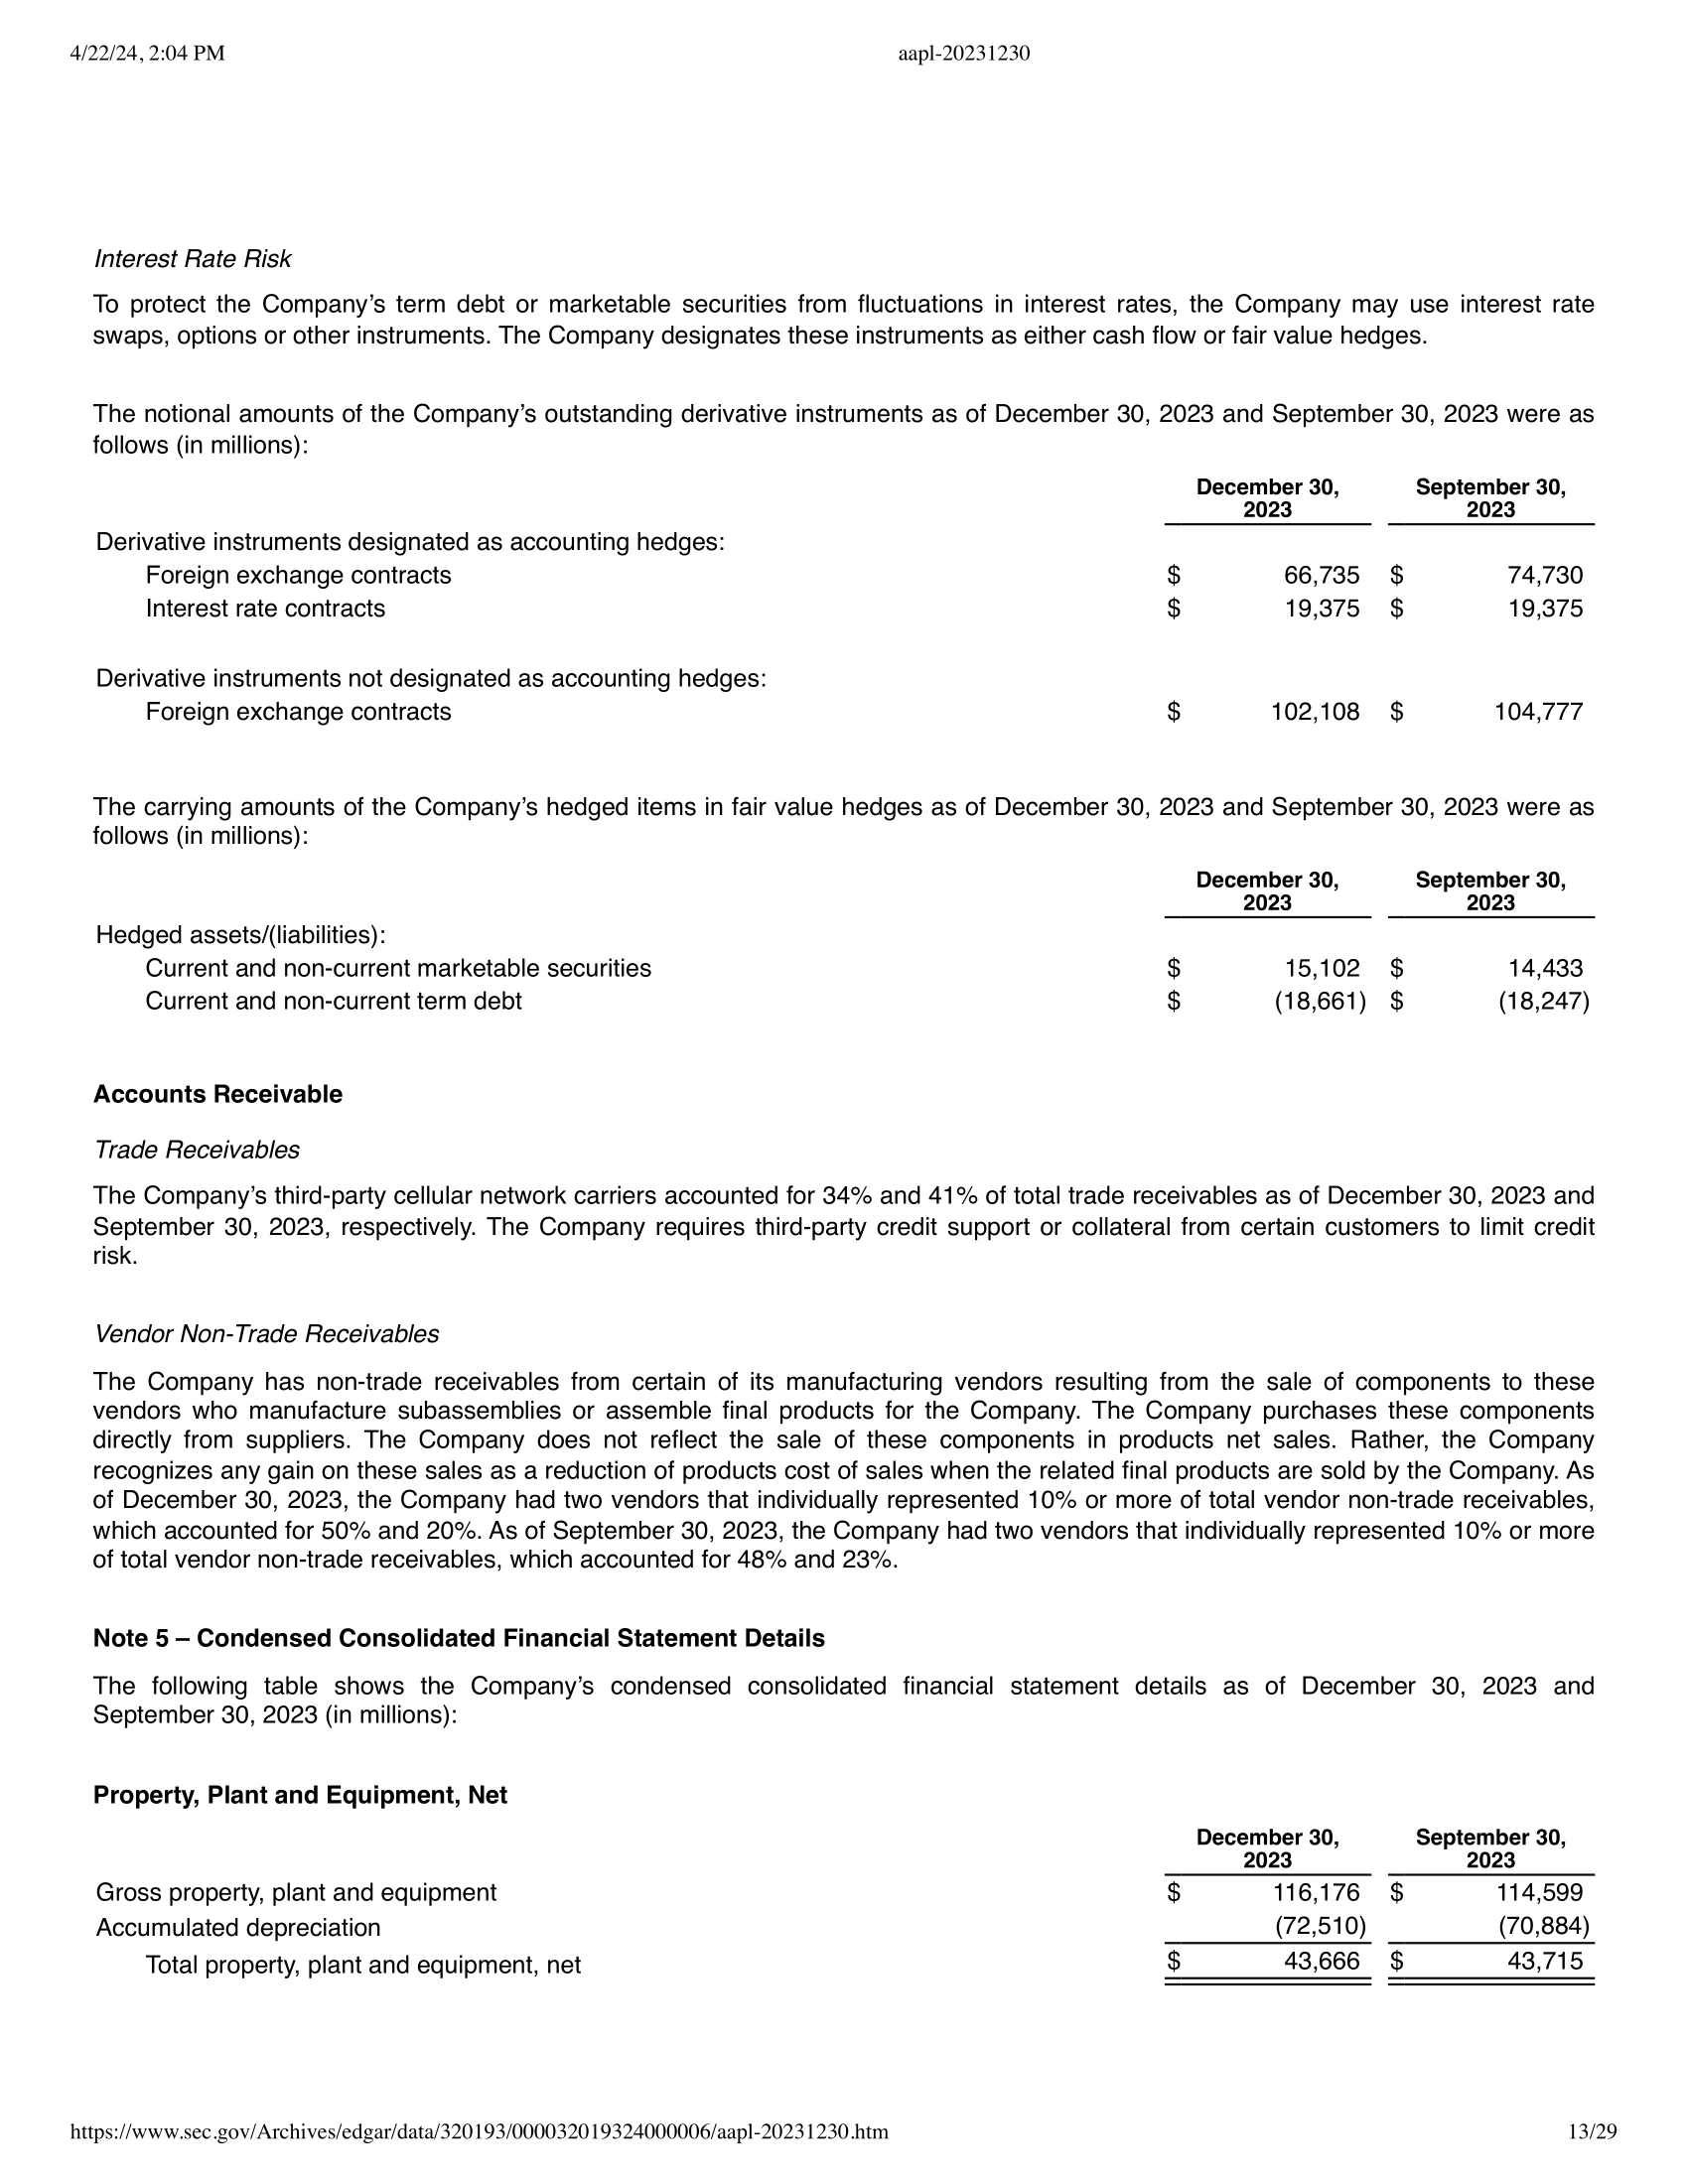 4/22/24, 2:04 PM aapl-20231230
Interest Rate Risk
To protect the Company’s term debt or marketable securities from fluctuations in interest rates, the Company may use interest rate
swaps, options or other instruments. The Company designates these instruments as either cash flow or fair value hedges.
The notional amounts of the Company’s outstanding derivative instruments as of December 30, 2023 and September 30, 2023 were as
follows (in millions):
December 30, September 30,
2023 2023
Derivative instruments designated as accounting hedges:
Foreign exchange contracts $ 66,735 $ 74,730
Interest rate contracts $ 19,375 $ 19,375
Derivative instruments not designated as accounting hedges:
Foreign exchange contracts $ 102,108 $ 104,777
The carrying amounts of the Company’s hedged items in fair value hedges as of December 30, 2023 and September 30, 2023 were as
follows (in millions):
December 30, September 30,
2023 2023
Hedged assets/(liabilities):
Current and non-current marketable securities $ 15,102 $ 14,433
Current and non-current term debt $ (18,661) $ (18,247)
Accounts Receivable
Trade Receivables
The Company’s third-party cellular network carriers accounted for 34% and 41% of total trade receivables as of December 30, 2023 and
September 30, 2023, respectively. The Company requires third-party credit support or collateral from certain customers to limit credit
risk.
Vendor Non-Trade Receivables
The Company has non-trade receivables from certain of its manufacturing vendors resulting from the sale of components to these
vendors who manufacture subassemblies or assemble final products for the Company. The Company purchases these components
directly from suppliers. The Company does not reflect the sale of these components in products net sales. Rather, the Company
recognizes any gain on these sales as a reduction of products cost of sales when the related final products are sold by the Company. As
of December 30, 2023, the Company had two vendors that individually represented 10% or more of total vendor non-trade receivables,
which accounted for 50% and 20%. As of September 30, 2023, the Company had two vendors that individually represented 10% or more
of total vendor non-trade receivables, which accounted for 48% and 23%.
Note 5 – Condensed Consolidated Financial Statement Details
The following table shows the Company’s condensed consolidated financial statement details as of December 30, 2023 and
September 30, 2023 (in millions):
Property, Plant and Equipment, Net
December 30, September 30,
2023 2023
Gross property, plant and equipment $ 116,176 $ 114,599
Accumulated depreciation (72,510) (70,884)
Total property, plant and equipment, net $ 43,666 $ 43,715
https://www.sec.gov/Archives/edgar/data/320193/000032019324000006/aapl-20231230.htm 13/29